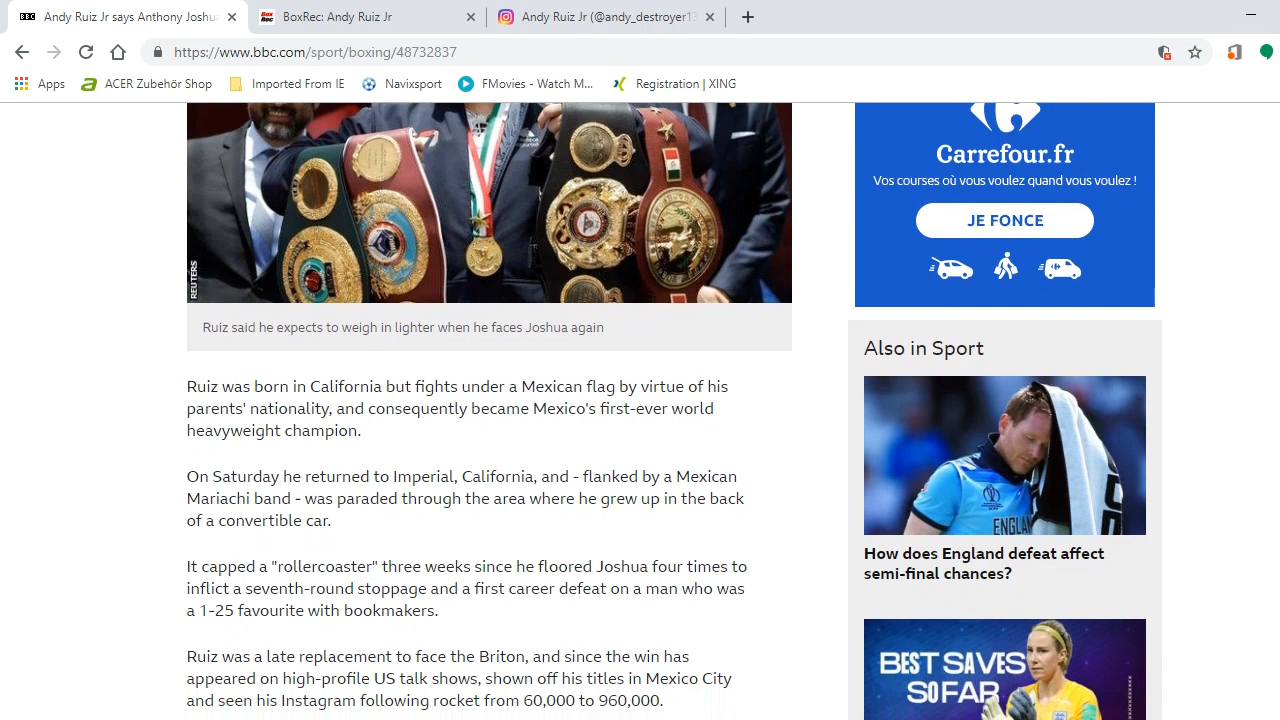 BBC Andy Ruiz Jr says Anthony Joshu
Box Rec BoxRec: Andy Ruiz Jr
Andy Ruiz Jr (@andy_destroyer13
https://www.bbc.com/sport/boxing/48732837
Apps
ACER Zubehör Shop
Imported From IE
Navixsport
FMovies - Watch M...
Registration | XING
REUTERS
Ruiz said he expects to weigh in lighter when he faces Joshua again
Ruiz was born in California but fights under a Mexican flag by virtue of his
parents' nationality, and consequently became Mexico's first-ever world
heavyweight champion.
On Saturday he returned to Imperial, California, and - flanked by a Mexican
Mariachi band - was paraded through the area where he grew up in the back
of a convertible car.
It capped a "rollercoaster" three weeks since he floored Joshua four times to
inflict a seventh-round stoppage and a first career defeat on a man who was
a 1-25 favourite with bookmakers.
Ruiz was a late replacement to face the Briton, and since the win has
appeared on high-profile US talk shows, shown off his titles in Mexico City
and seen his Instagram following rocket from 60,000 to 960,000.
Carrefour.fr
Vos courses où vous voulez quand vous voulez !
JE FONCE
Also in Sport
ENGLAND
How does England defeat affect
semi-final chances?
BEST SAVES
SO FAR